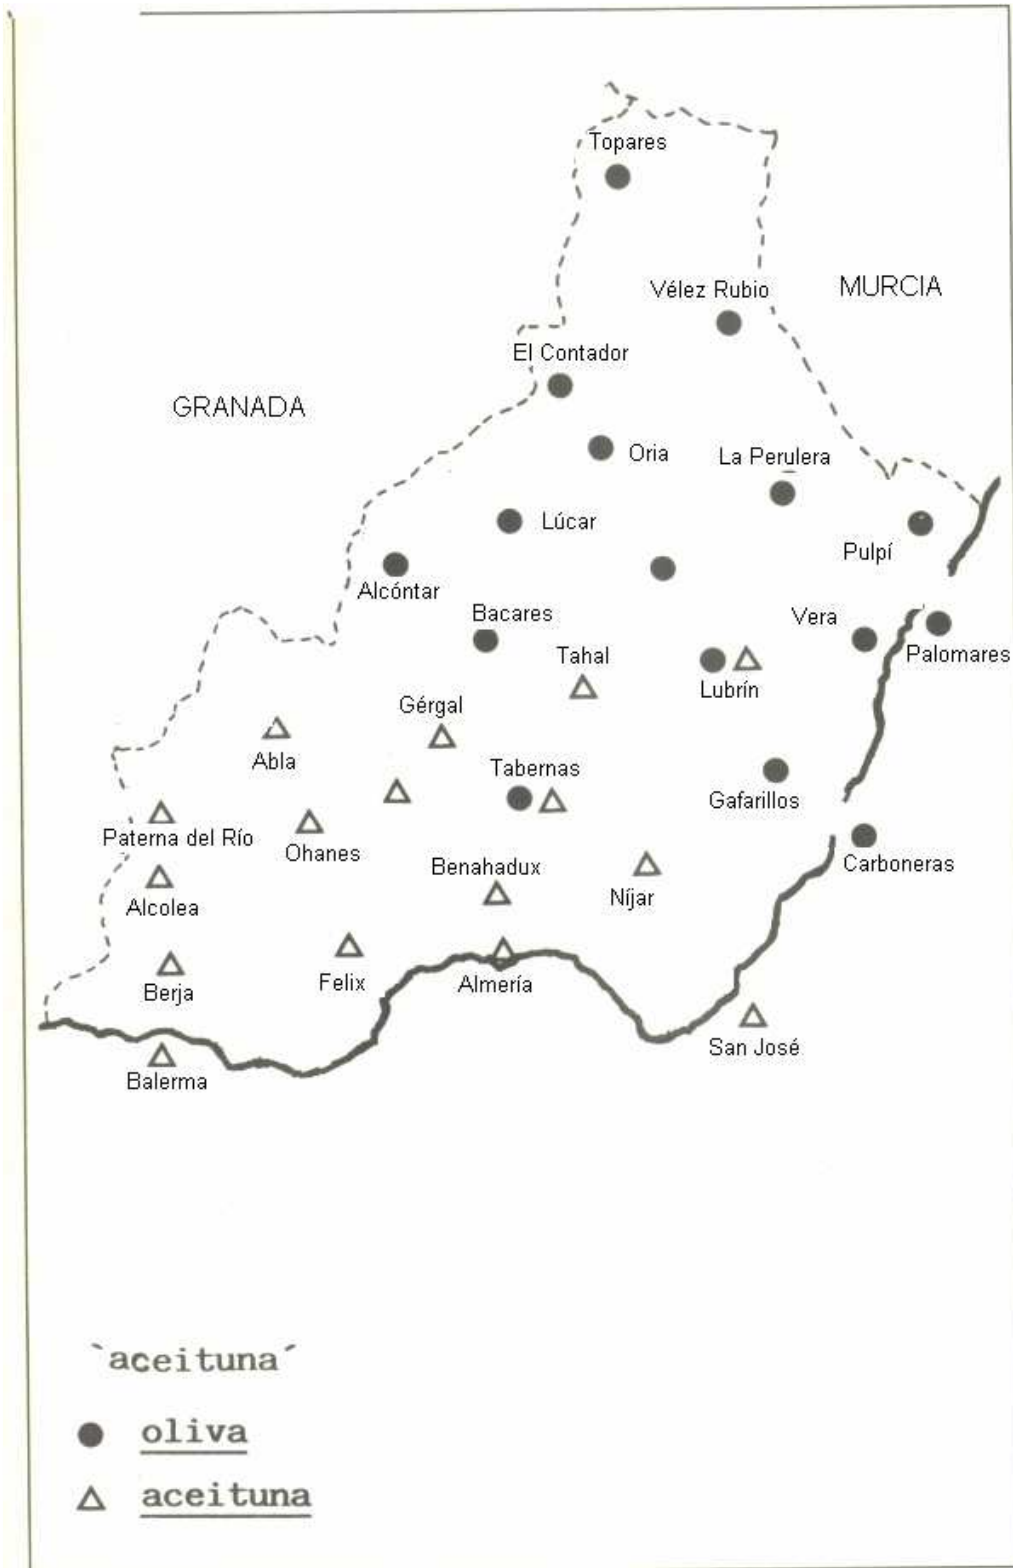 Topares
Vélez Rubio
MURCIA
El Contador
GRANADA
Oria
La Perulera
Lúcar
Pulpí
Alcóntar
Bacares
Vera
Palomares
Tahal
Lubrín
Gérgal
Abla
Tabernas
Gafarillos
Paterna del Río
Ohanes
Benahadux
Carboneras
Níjar
Alcolea
Felix
Almería
Berja
San José
Balerma
`aceituna´
oliva
aceituna